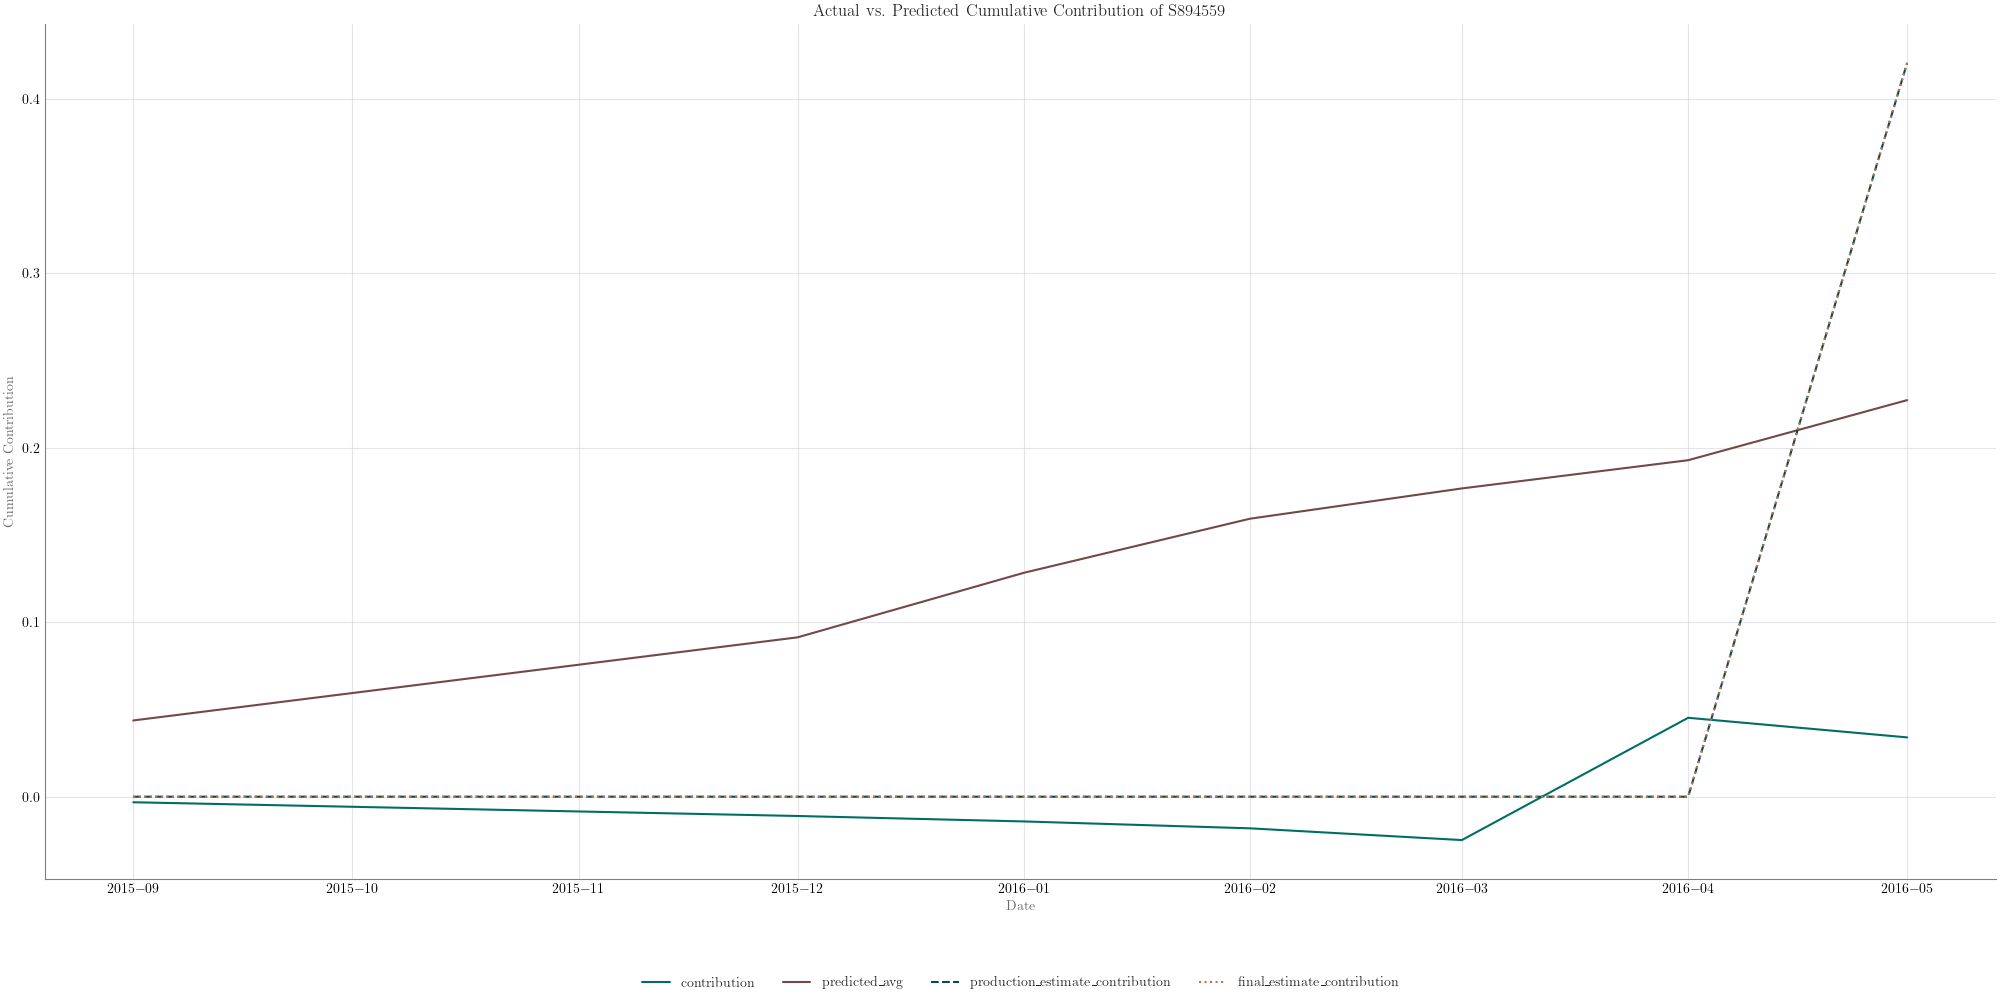 Actual vs. Predicted Cumulative Contribution of S894559
Cumulative Contribution
0.4
0.3
0.2
0.1
0.0
2015−09 2015−10 2015−11 2015−12 2016−01 2016−02 2016−03 2016−04 2016−05
Date
contribution predicted_avg production_estimate_contribution final_estimate_contribution